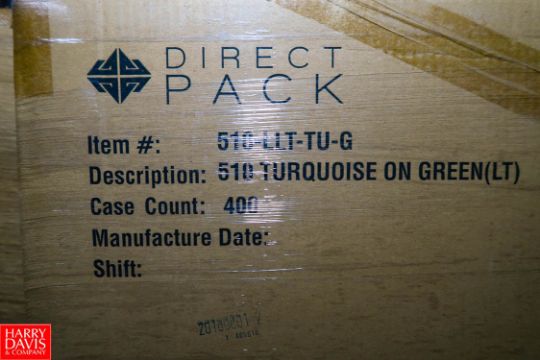 DIRECT
PACK
Item #: 510-LLT-TU-G
Description: 510 TURQUOISE ON GREEN(LT)
Case Count: 400
Manufacture Date:
Shift:
HARRY
DAVIS
& COMPANY